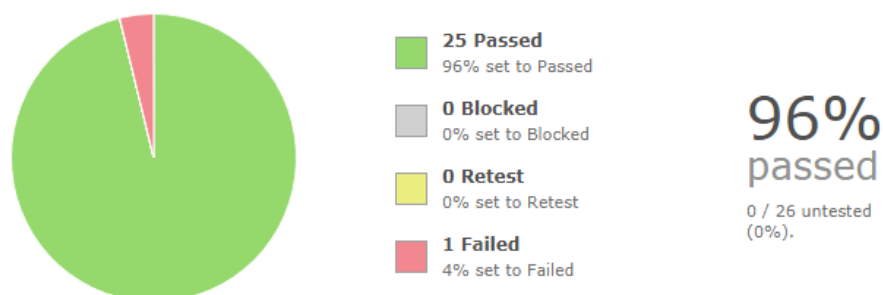 25 Passed
96% set to Passed
0 Blocked
0% set to Blocked
0 Retest
0% set to Retest
1 Failed
4% set to Failed
96%
passed
0 / 26 untested
(0%).